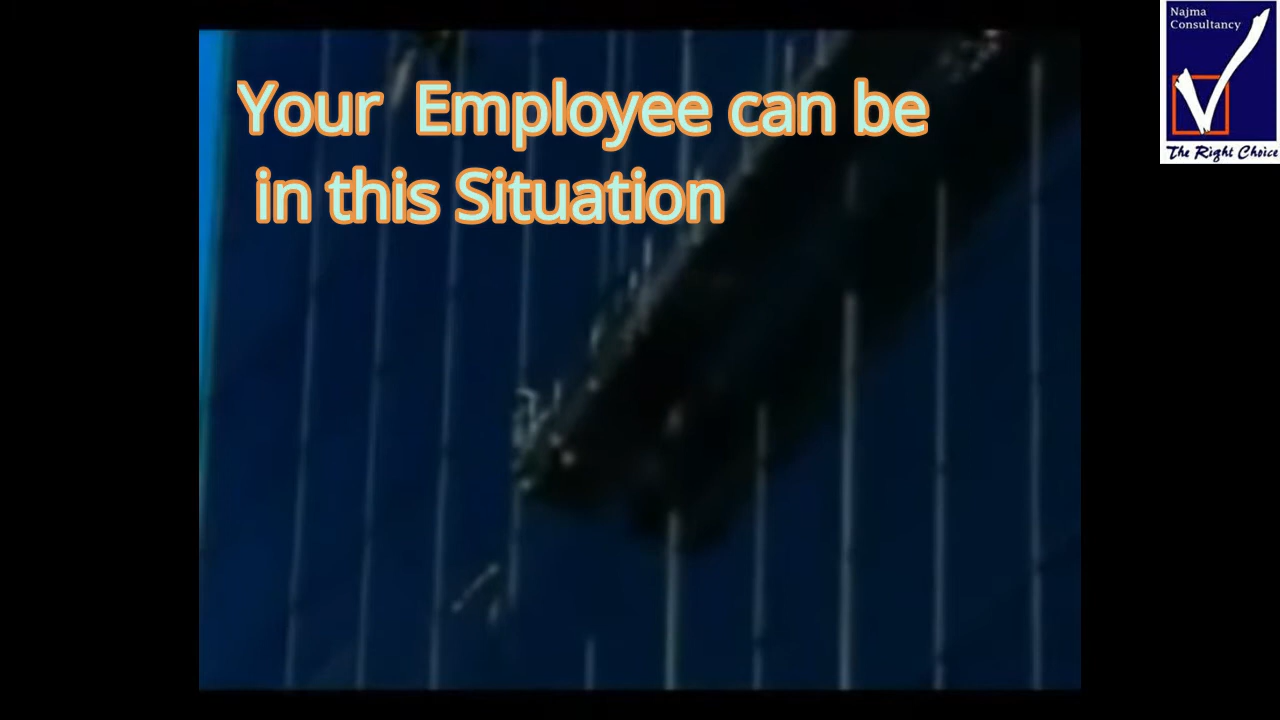 Your Employee can be
in this Situation
Najma
Consultancy
The Right Choice